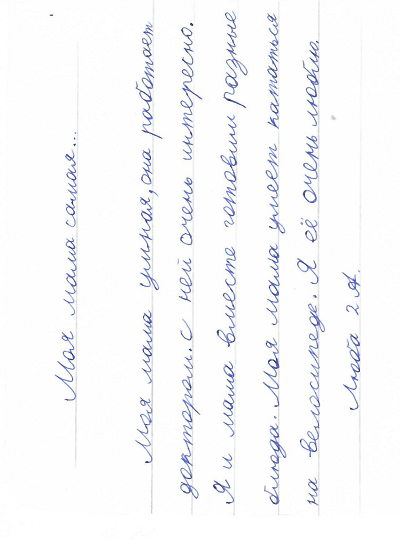 Моя мама самая...
Моя мама умная, она работает
доктором. С ней очень интересно.
Я и мама вместе готовим разные
блюда. Моя мама умеет кататься
на велосипеде. Я её очень люблю.
Люба 2 А.